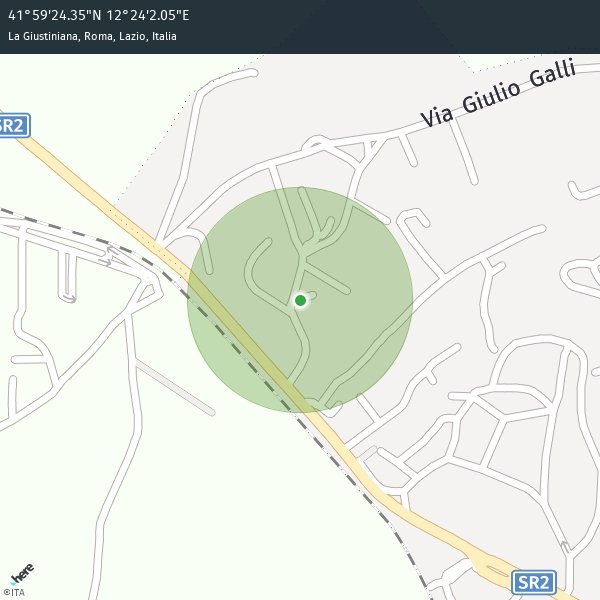 41°59'24.35"N 12°24'2.05"E
La Giustiniana, Roma, Lazio, Italia
Via Giulio Galli
SR2
SR2
here
©ITA